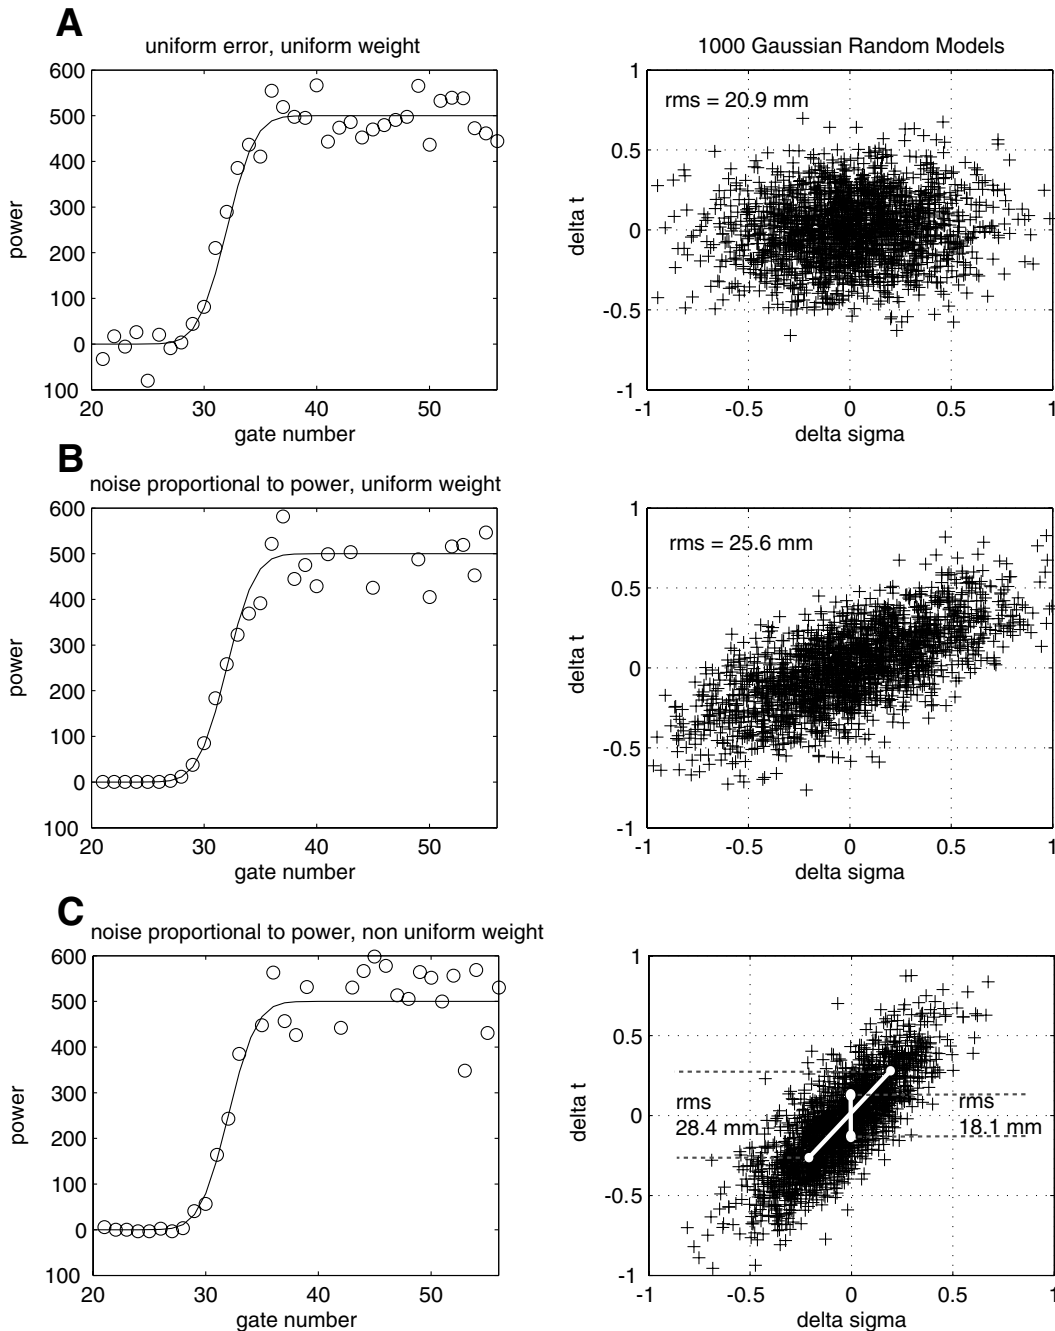 A
uniform error, uniform weight
1000 Gaussian Random Models
600
500
400
300
200
100
0
100
power
20 30 40 50
gate number
rms = 20.9 mm
1
0.5
0
-0.5
-1
delta t
-1 -0.5 0 0.5 1
delta sigma
B
noise proportional to power, uniform weight
600
500
400
300
200
100
0
100
power
20 30 40 50
gate number
rms = 25.6 mm
1
0.5
0
-0.5
-1
delta t
-1 -0.5 0 0.5 1
delta sigma
C
noise proportional to power, non uniform weight
600
500
400
300
200
100
0
100
power
20 30 40 50
gate number
1
0.5
0
-0.5
-1
delta t
rms
28.4 mm
rms
18.1 mm
-1 -0.5 0 0.5 1
delta sigma